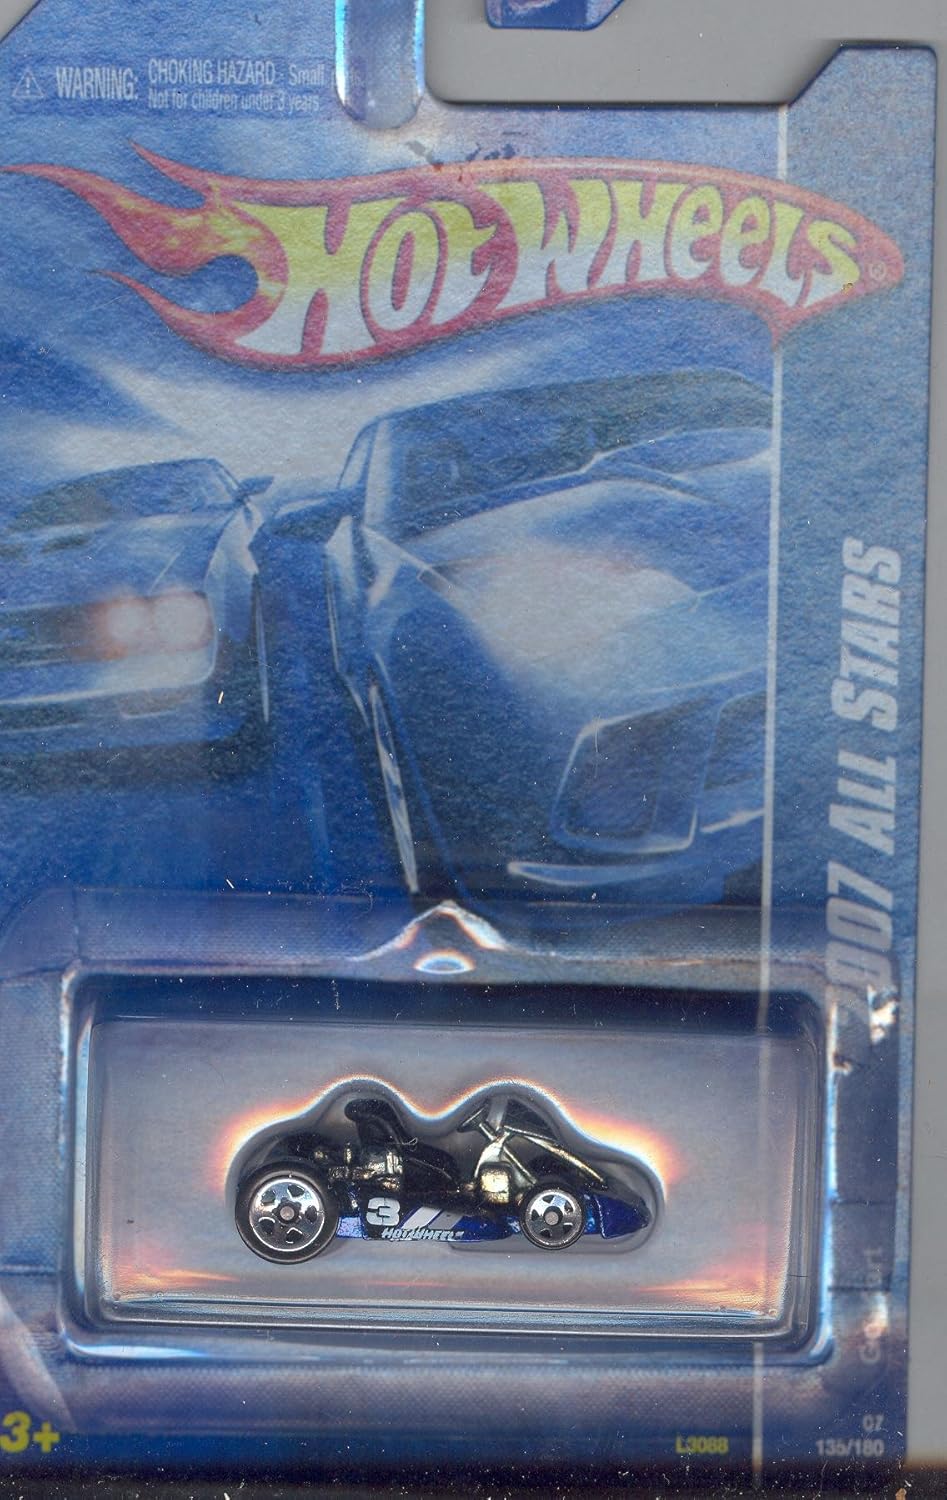 WARNING: CHOKING HAZARD - Small
Not for children under 3 years.
HOT WHEELS®
2007 ALL STARS
3
HOT WHEELS
3+
L3088
07
135/180